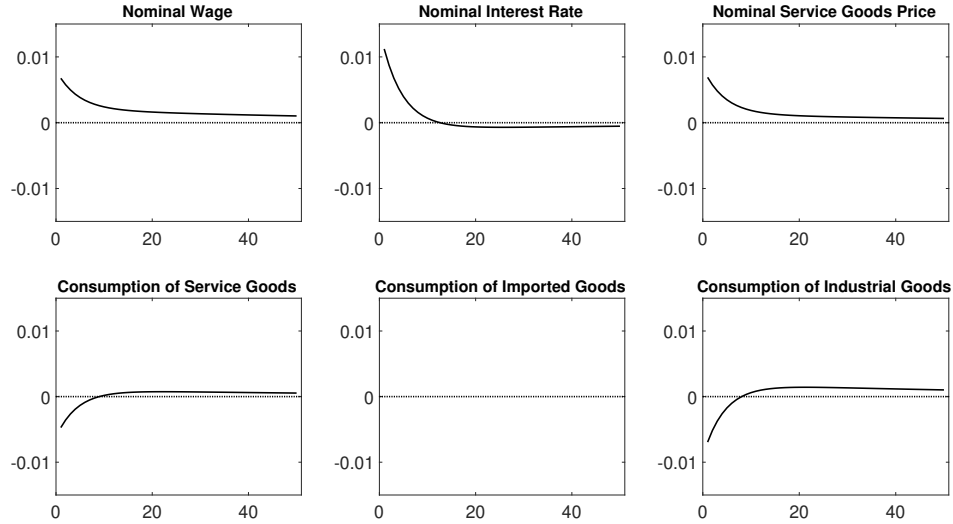 Nominal Wage
0.01
0
-0.01
0 20 40
Nominal Interest Rate
0.01
0
-0.01
0 20 40
Nominal Service Goods Price
0.01
0
-0.01
0 20 40
Consumption of Service Goods
0.01
0
-0.01
0 20 40
Consumption of Imported Goods
0.01
0
-0.01
0 20 40
Consumption of Industrial Goods
0.01
0
-0.01
0 20 40